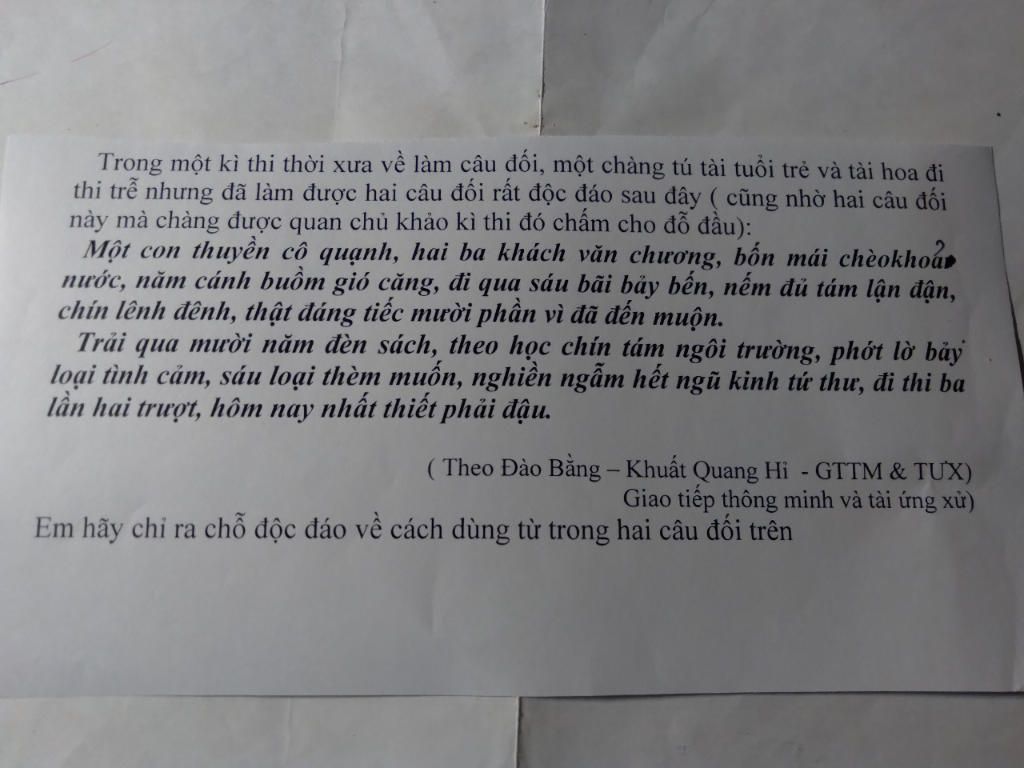 Trong một kì thi thời xưa về làm câu đối, một chàng tú tài tuổi trẻ và tài hoa đi
thi trễ nhưng đã làm được hai câu đối rất độc đáo sau đây ( cũng nhờ hai câu đối
này mà chàng được quan chủ khảo kì thi đó chấm cho đỗ đầu):
Một con thuyền cô quạnh, hai ba khách văn chương, bốn mái chèokhoả
nước, năm cánh buồm gió căng, đi qua sáu bãi bảy bến, nếm đủ tám lận đận,
chín lênh đênh, thật đáng tiếc mười phần vì đã đến muộn.
Trải qua mười năm đèn sách, theo học chín tám ngôi trường, phớt lờ bảy
loại tình cảm, sáu loại thèm muốn, nghiền ngẫm hết ngũ kinh tứ thư, đi thi ba
lần hai trượt, hôm nay nhất thiết phải đậu.
( Theo Đào Bằng – Khuất Quang Hỉ - GTTM & TƯX)
Giao tiếp thông minh và tài ứng xử)
Em hãy chỉ ra chỗ độc đáo về cách dùng từ trong hai câu đối trên